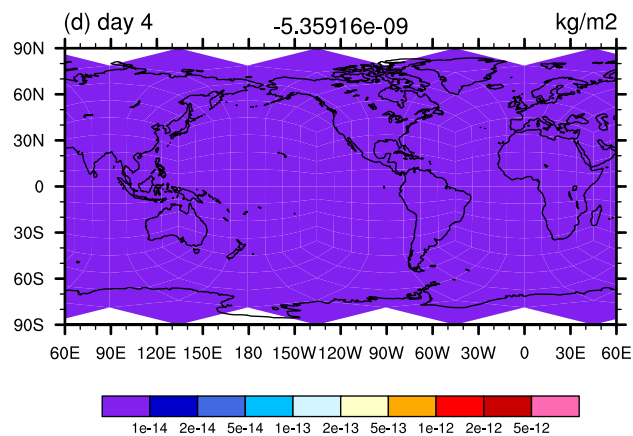 (d) day 4 -5.35916e-09 kg/m2
90N
60N
30N
0
30S
60S
90S
60E 90E 120E 150E 180 150W 120W 90W 60W 30W 0 30E 60E
1e-14 2e-14 5e-14 1e-13 2e-13 5e-13 1e-12 2e-12 5e-12